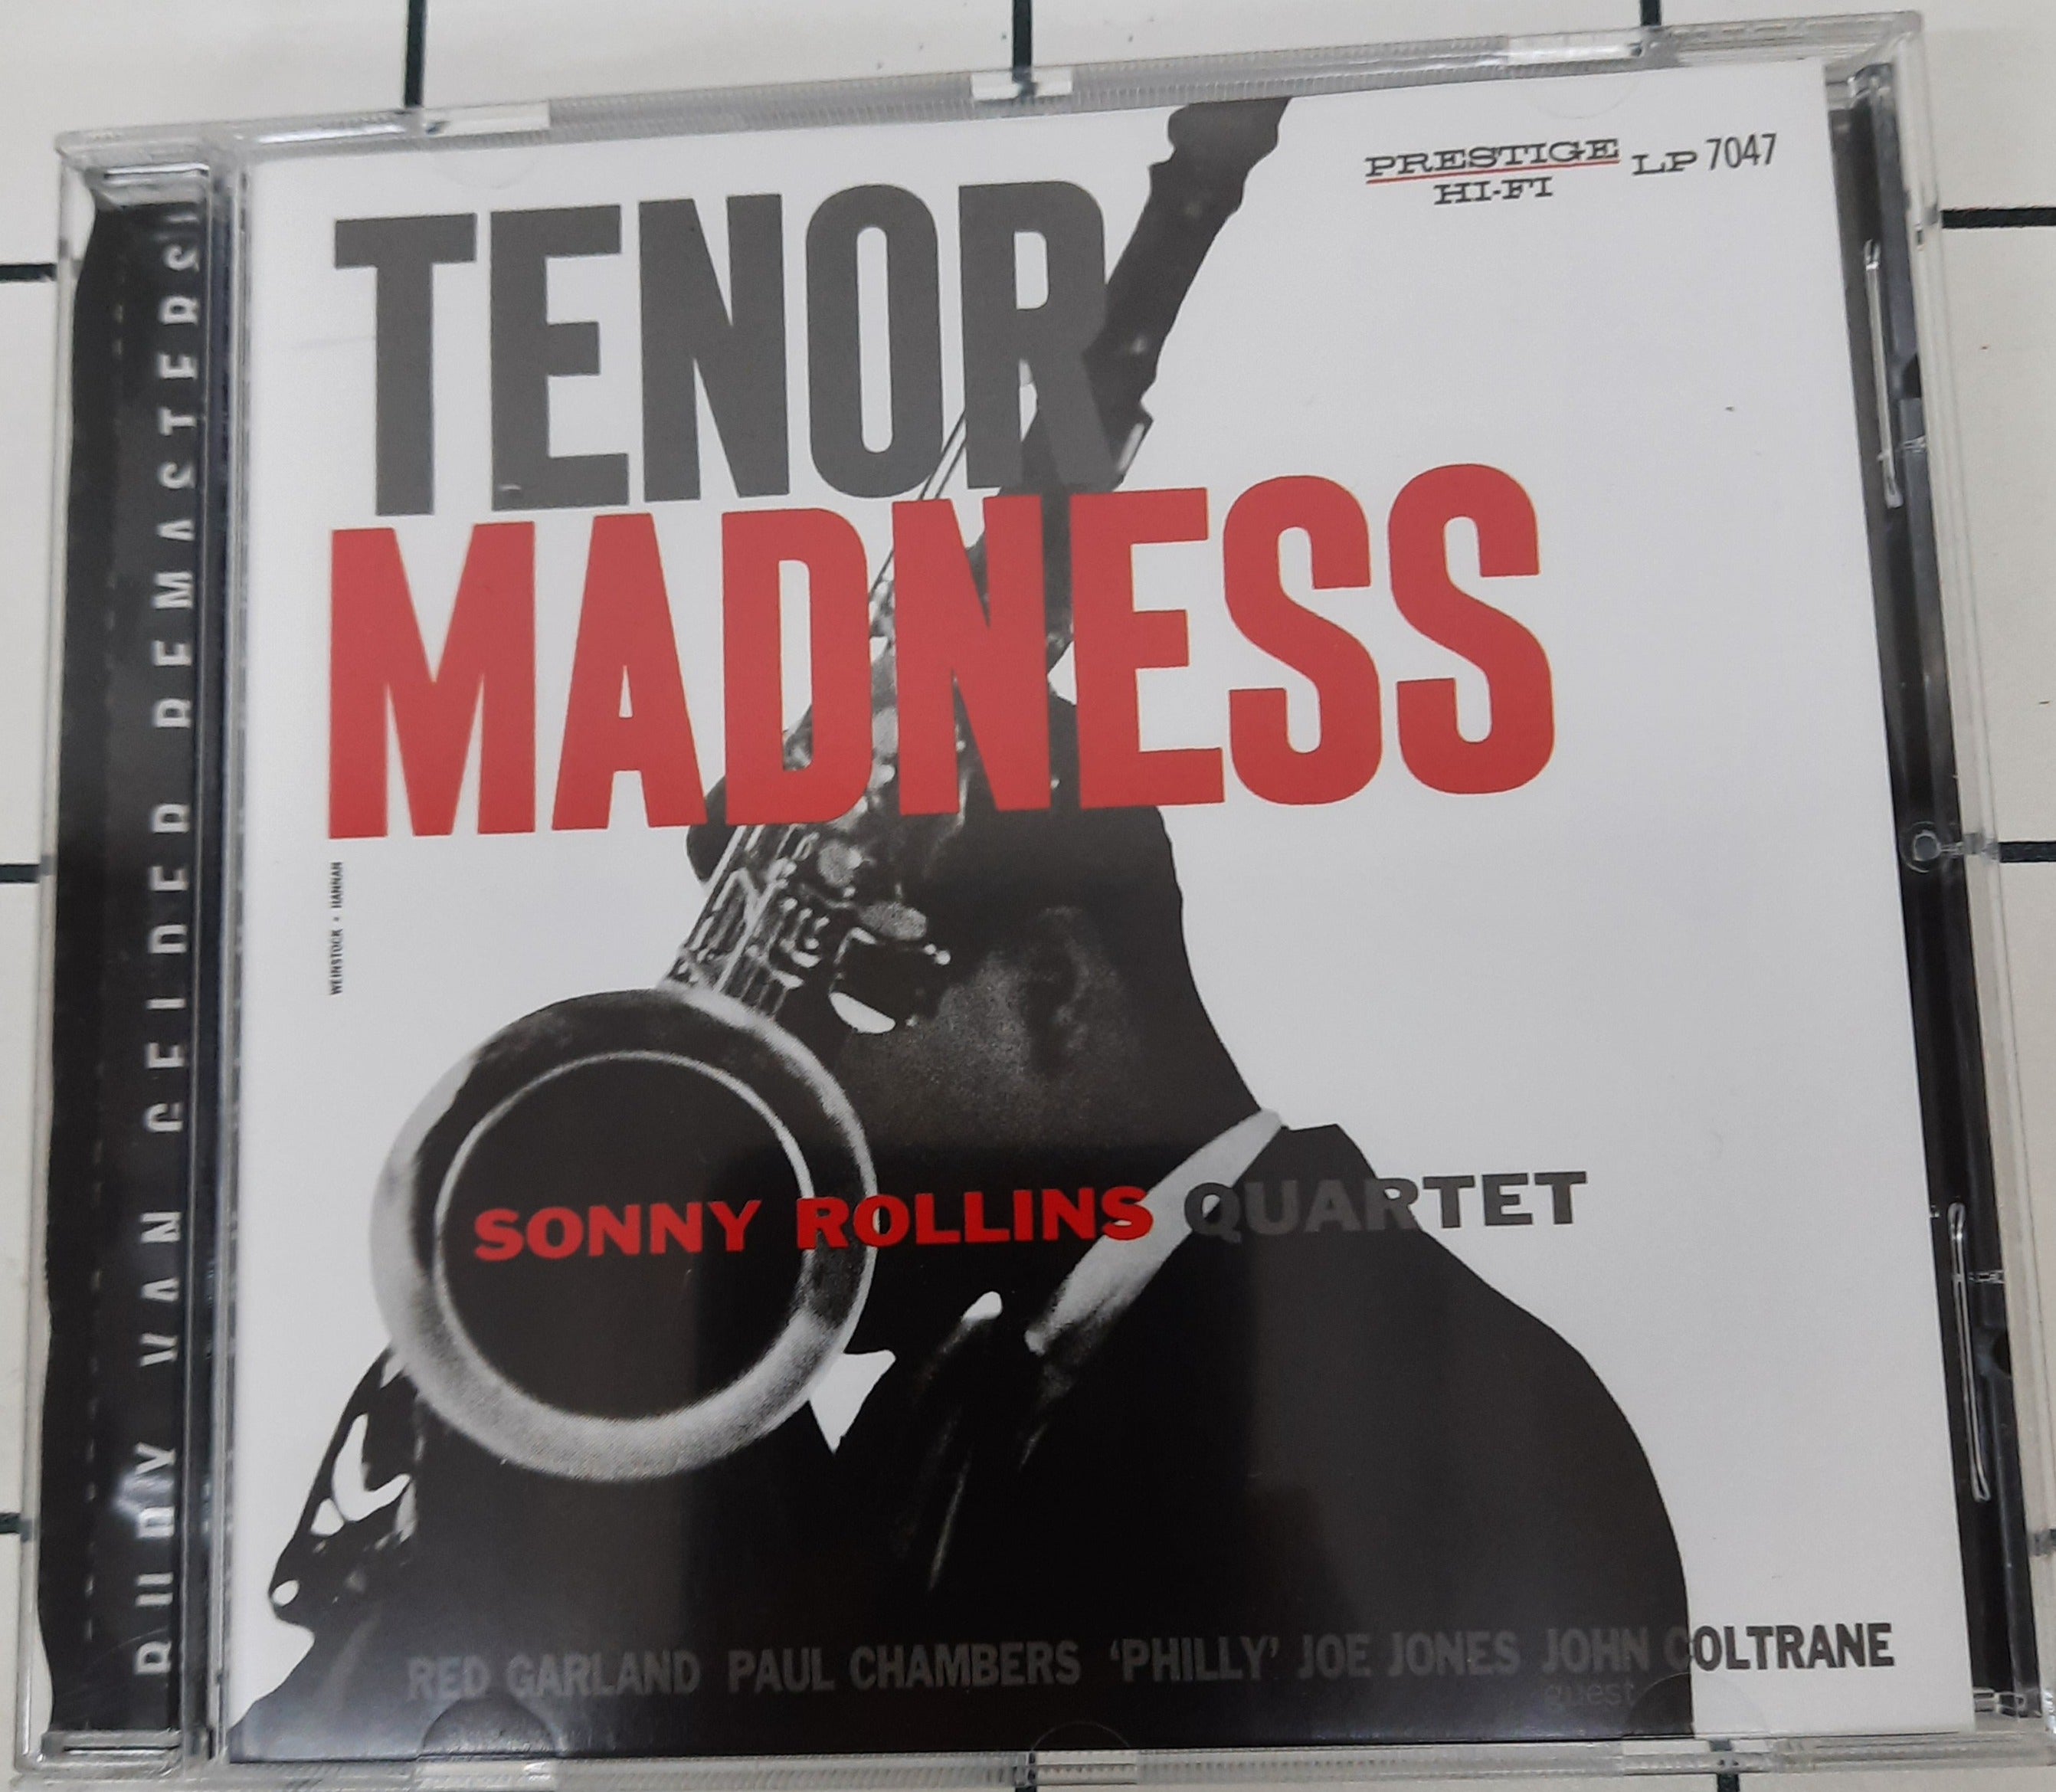 PRESTIGE LP 7047
HI-FI
TENOR
MADNESS
WEINSTOCK • HANNAH
SONNY ROLLINS QUARTET
RED GARLAND PAUL CHAMBERS 'PHILLY' JOE JONES JOHN COLTRANE
guest
RUDY VAN GELDER REMASTERS